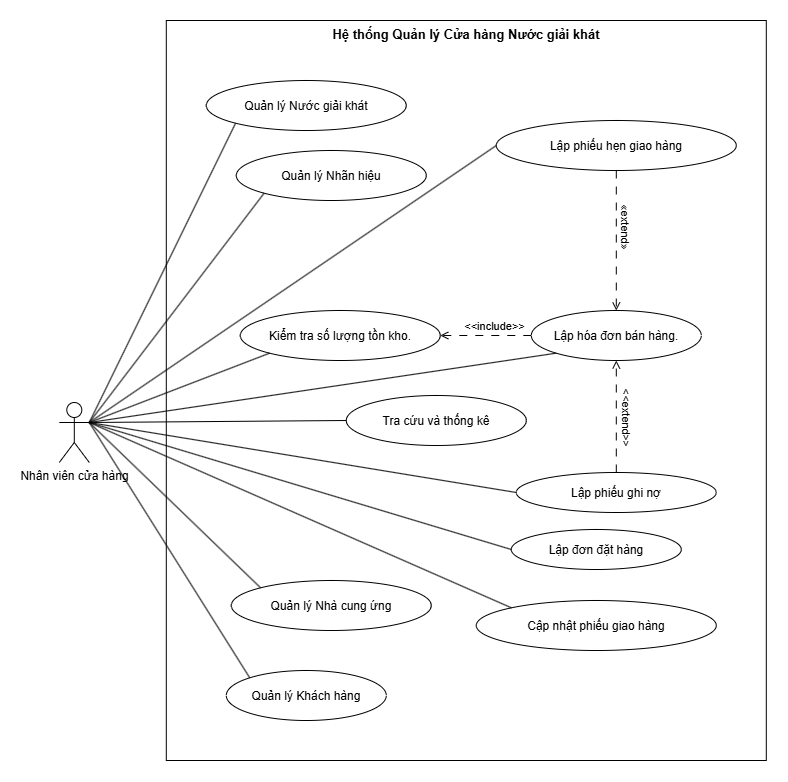 Hệ thống Quản lý Cửa hàng Nước giải khát
Quản lý Nước giải khát
Lập phiếu hẹn giao hàng
Quản lý Nhãn hiệu
«extend»
Kiểm tra số lượng tồn kho.
<<include>>
Lập hóa đơn bán hàng.
<<extend>>
Tra cứu và thống kê
Nhân viên cửa hàng
Lập phiếu ghi nợ
Lập đơn đặt hàng
Quản lý Nhà cung ứng
Cập nhật phiếu giao hàng
Quản lý Khách hàng